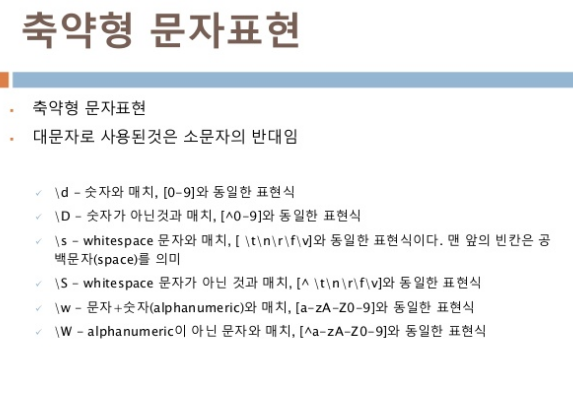 축약형 문자표현
축약형 문자표현
대문자로 사용된것은 소문자의 반대임
\d – 숫자와 매치, [0-9]와 동일한 표현식
\D – 숫자가 아닌것과 매치, [^0-9]와 동일한 표현식
\s – whitespace 문자와 매치, [ \t\n\r\f\v]와 동일한 표현식이다. 맨 앞의 빈칸은 공
백문자(space)를 의미
\S – whitespace 문자가 아닌 것과 매치, [^ \t\n\r\f\v]와 동일한 표현식
\w – 문자+숫자(alphanumeric)와 매치, [a-zA-Z0-9]와 동일한 표현식
\W – alphanumeric이 아닌 문자와 매치, [^a-zA-Z0-9]와 동일한 표현식